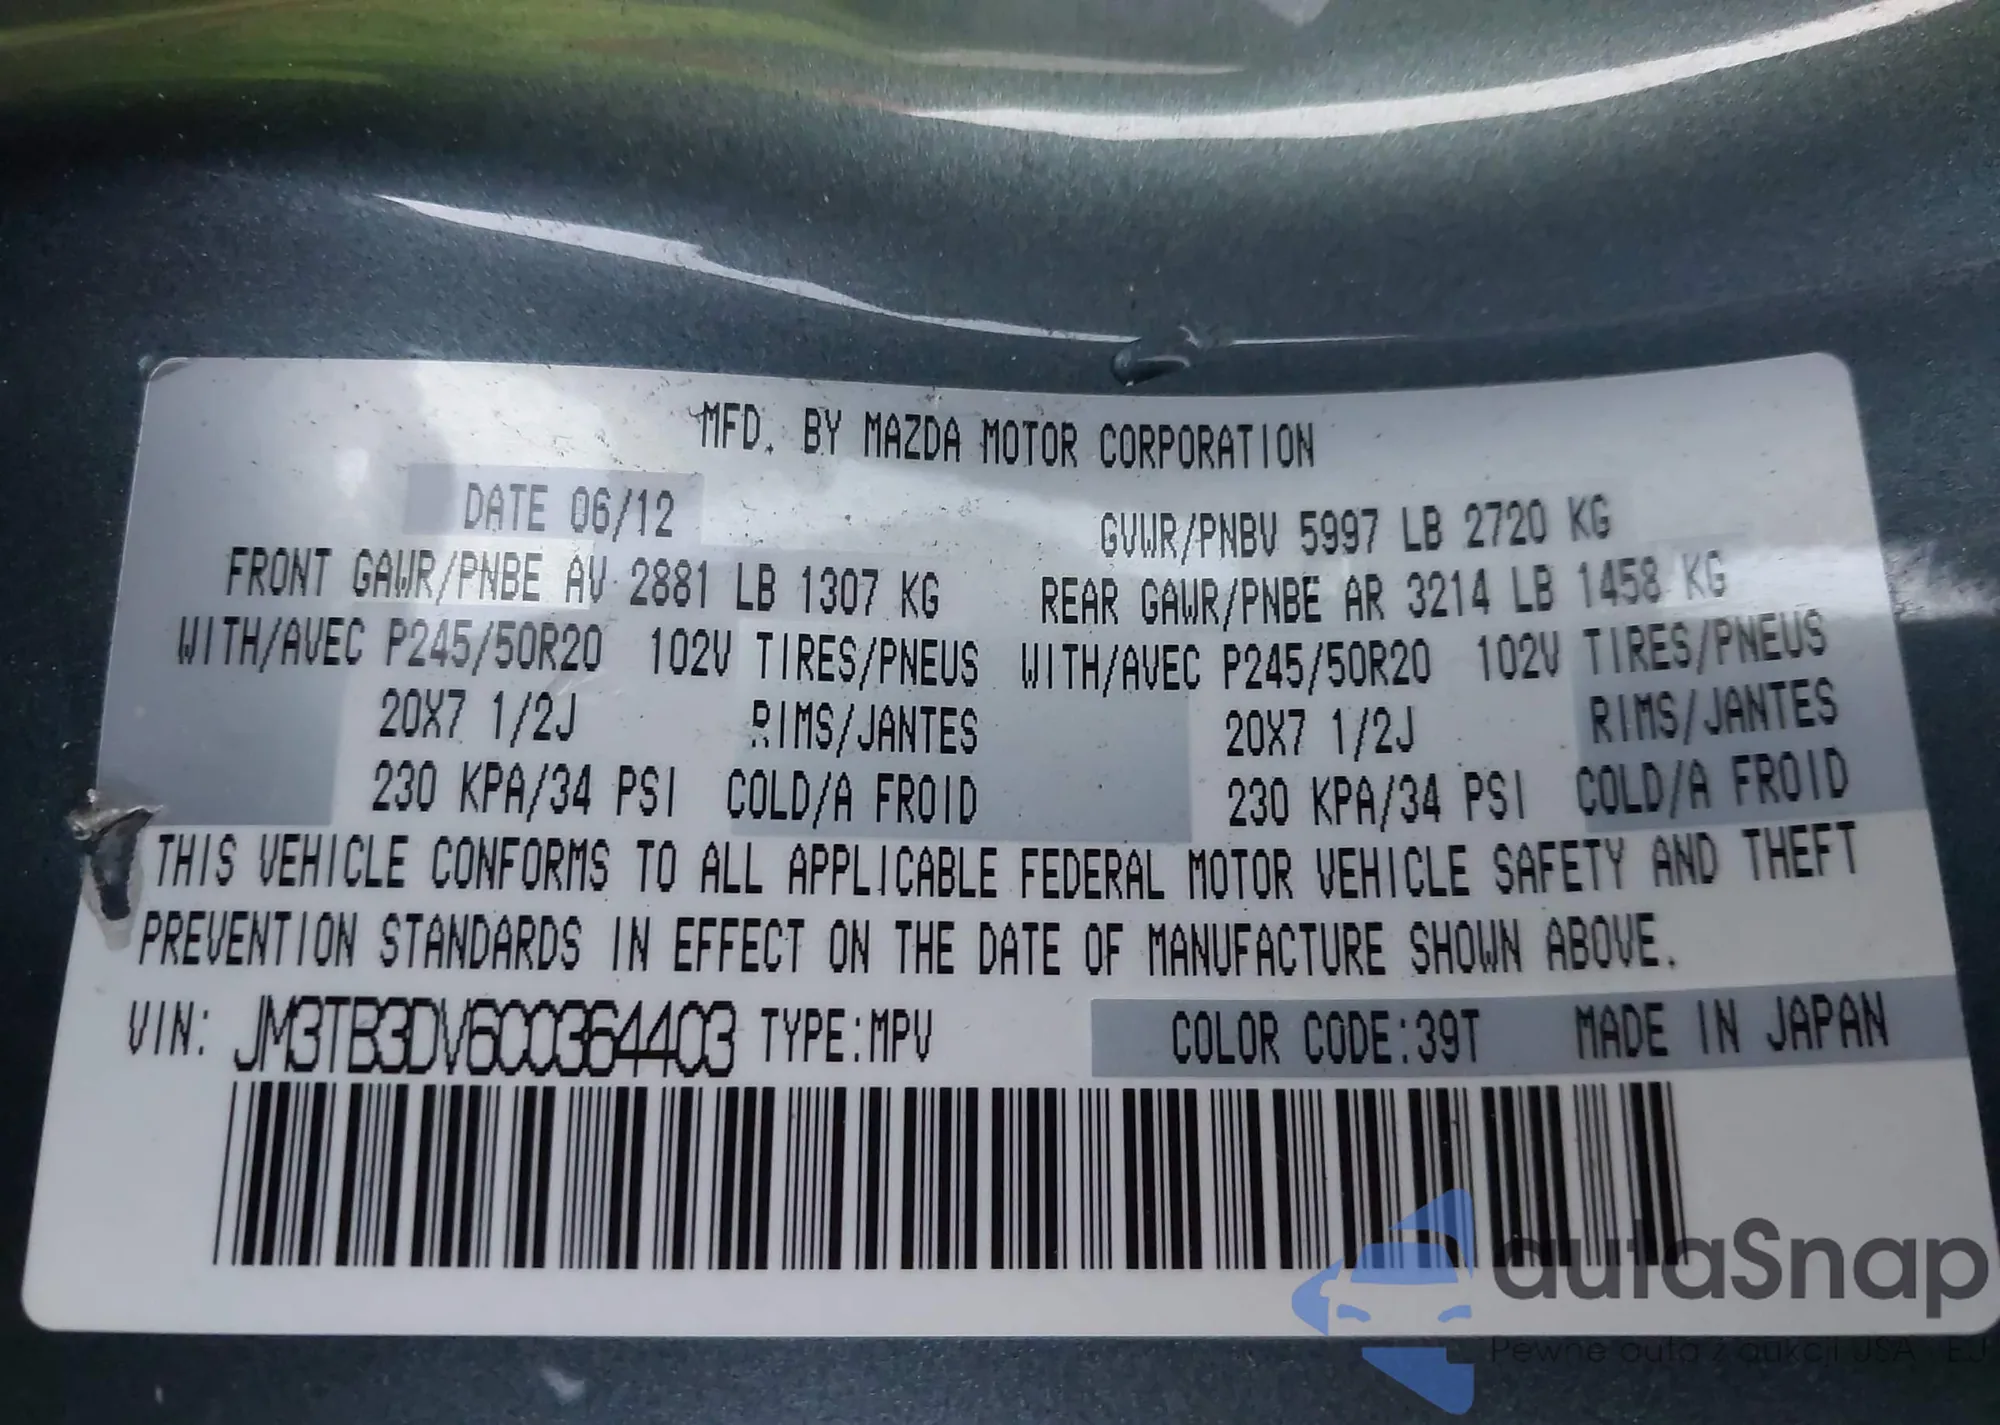 MFD. BY MAZDA MOTOR CORPORATION
DATE 06/12 GVWR/PNBV 5997 LB 2720 KG
FRONT GAWR/PNBE AV 2881 LB 1307 KG REAR GAWR/PNBE AR 3214 LB 1458 KG
WITH/AVEC P245/50R20 102V TIRES/PNEUS WITH/AVEC P245/50R20 102V TIRES/PNEUS
20X7 1/2J RIMS/JANTES 20X7 1/2J RIMS/JANTES
230 KPA/34 PSI COLD/A FROID 230 KPA/34 PSI COLD/A FROID
THIS VEHICLE CONFORMS TO ALL APPLICABLE FEDERAL MOTOR VEHICLE SAFETY AND THEFT
PREVENTION STANDARDS IN EFFECT ON THE DATE OF MANUFACTURE SHOWN ABOVE.
VIN: JM3TB3DV6C0364403 TYPE:MPV COLOR CODE:39T MADE IN JAPAN
autaSnap
Pewne auta z aukcji USA